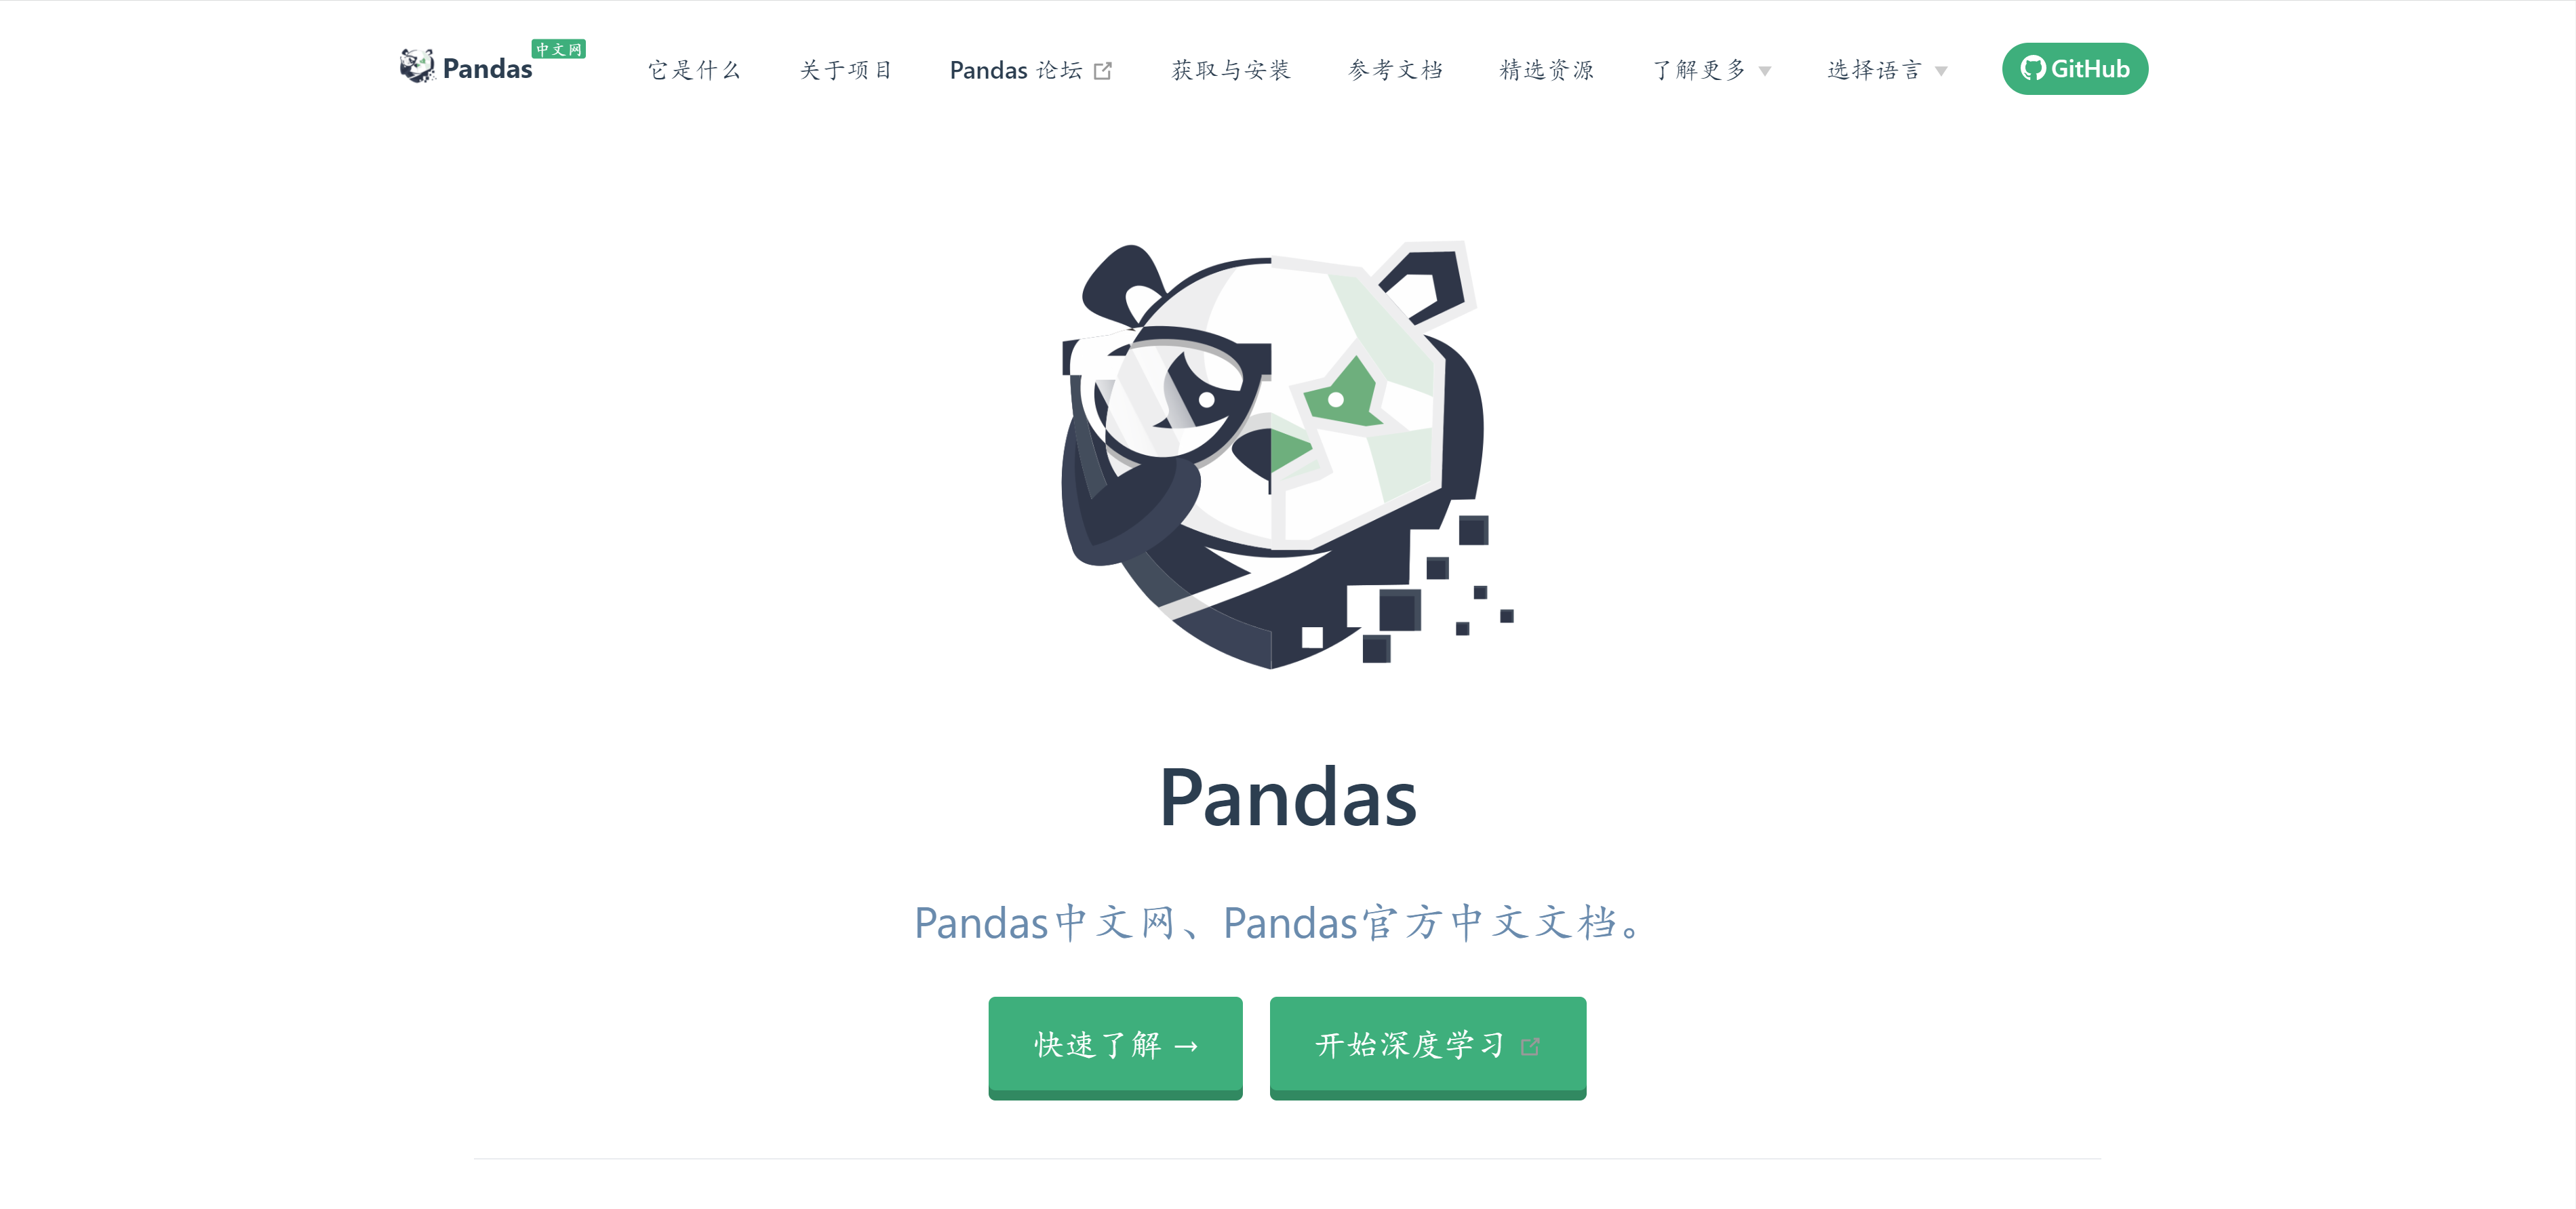 Pandas 中文网
它是什么
关于项目
Pandas 论坛
获取与安装
参考文档
精选资源
了解更多
选择语言
GitHub
Pandas
Pandas中文网、Pandas官方中文文档。
快速了解 →
开始深度学习